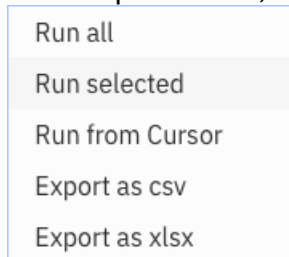 Run all
Run selected
Run from Cursor
Export as csv
Export as xlsx